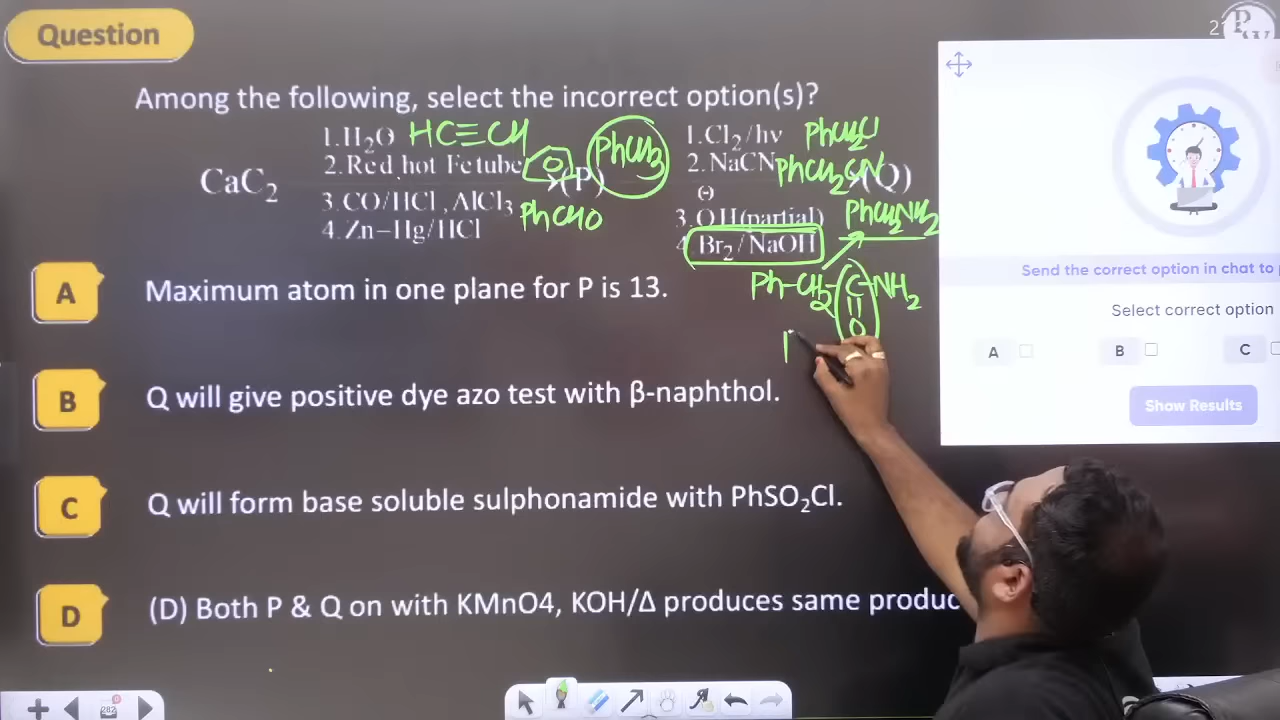 Question
21
PW
Among the following, select the incorrect option(s)?
1.H₂O HC≡CH
1.Cl₂/hν PhCH₂Cl
2.Red hot Fe tube
PhCH₃
2.NaCN PhCH₂CN
CaC₂
(P)
(Q)
3.CO/HCl, AlCl₃ PhCHO
Θ
3.OH(partial) PhCH₂NH₂
4.Zn−Hg/HCl
4. Br₂/NaOH
Ph-CH₂-C-NH₂
O
A
Maximum atom in one plane for P is 13.
B
Q will give positive dye azo test with β-naphthol.
C
Q will form base soluble sulphonamide with PhSO₂Cl.
D
(D) Both P & Q on with KMnO4, KOH/Δ produces same produc
Send the correct option in chat to
Select correct option
A
B
C
Show Results
282